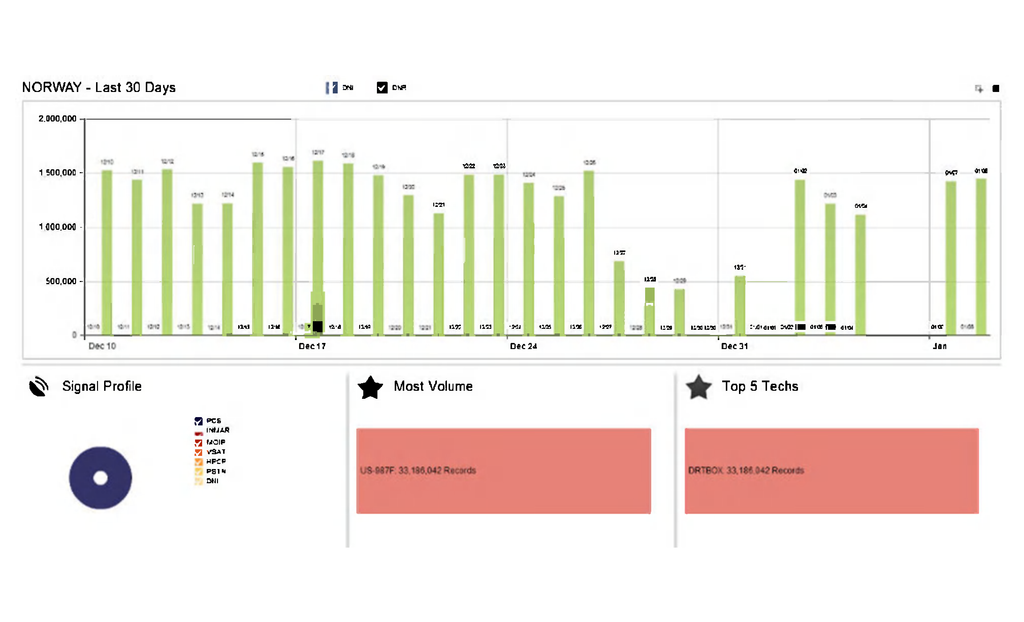 NORWAY - Last 30 Days
DNI
DNR
2,000,000
1,500,000
1,000,000
500,000
0
12/10
12/11
12/12
12/13
12/14
12/15
12/16
12/17
12/18
12/19
12/20
12/21
12/22
12/23
12/24
12/25
12/26
12/27
12/28
12/29
12/31
01/02
01/03
01/04
01/07
01/08
Dec 10
Dec 17
Dec 24
Dec 31
Jan
Signal Profile
PCS
INMAR
MOIP
VSAT
HPCP
PSTN
DNI
Most Volume
US-987F: 33,186,042 Records
Top 5 Techs
DRTBOX: 33,186,042 Records